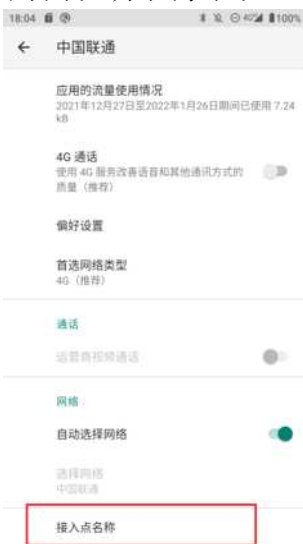 18:04
4G
100%
中国联通
应用的流量使用情况
2021年12月27日至2022年1月26日期间已使用 7.24
kB
4G 通话
使用 4G 服务改善语音和其他通讯方式的
质量（推荐）
偏好设置
首选网络类型
4G（推荐）
通话
运营商视频通话
网络
自动选择网络
选择网络
中国联通
接入点名称